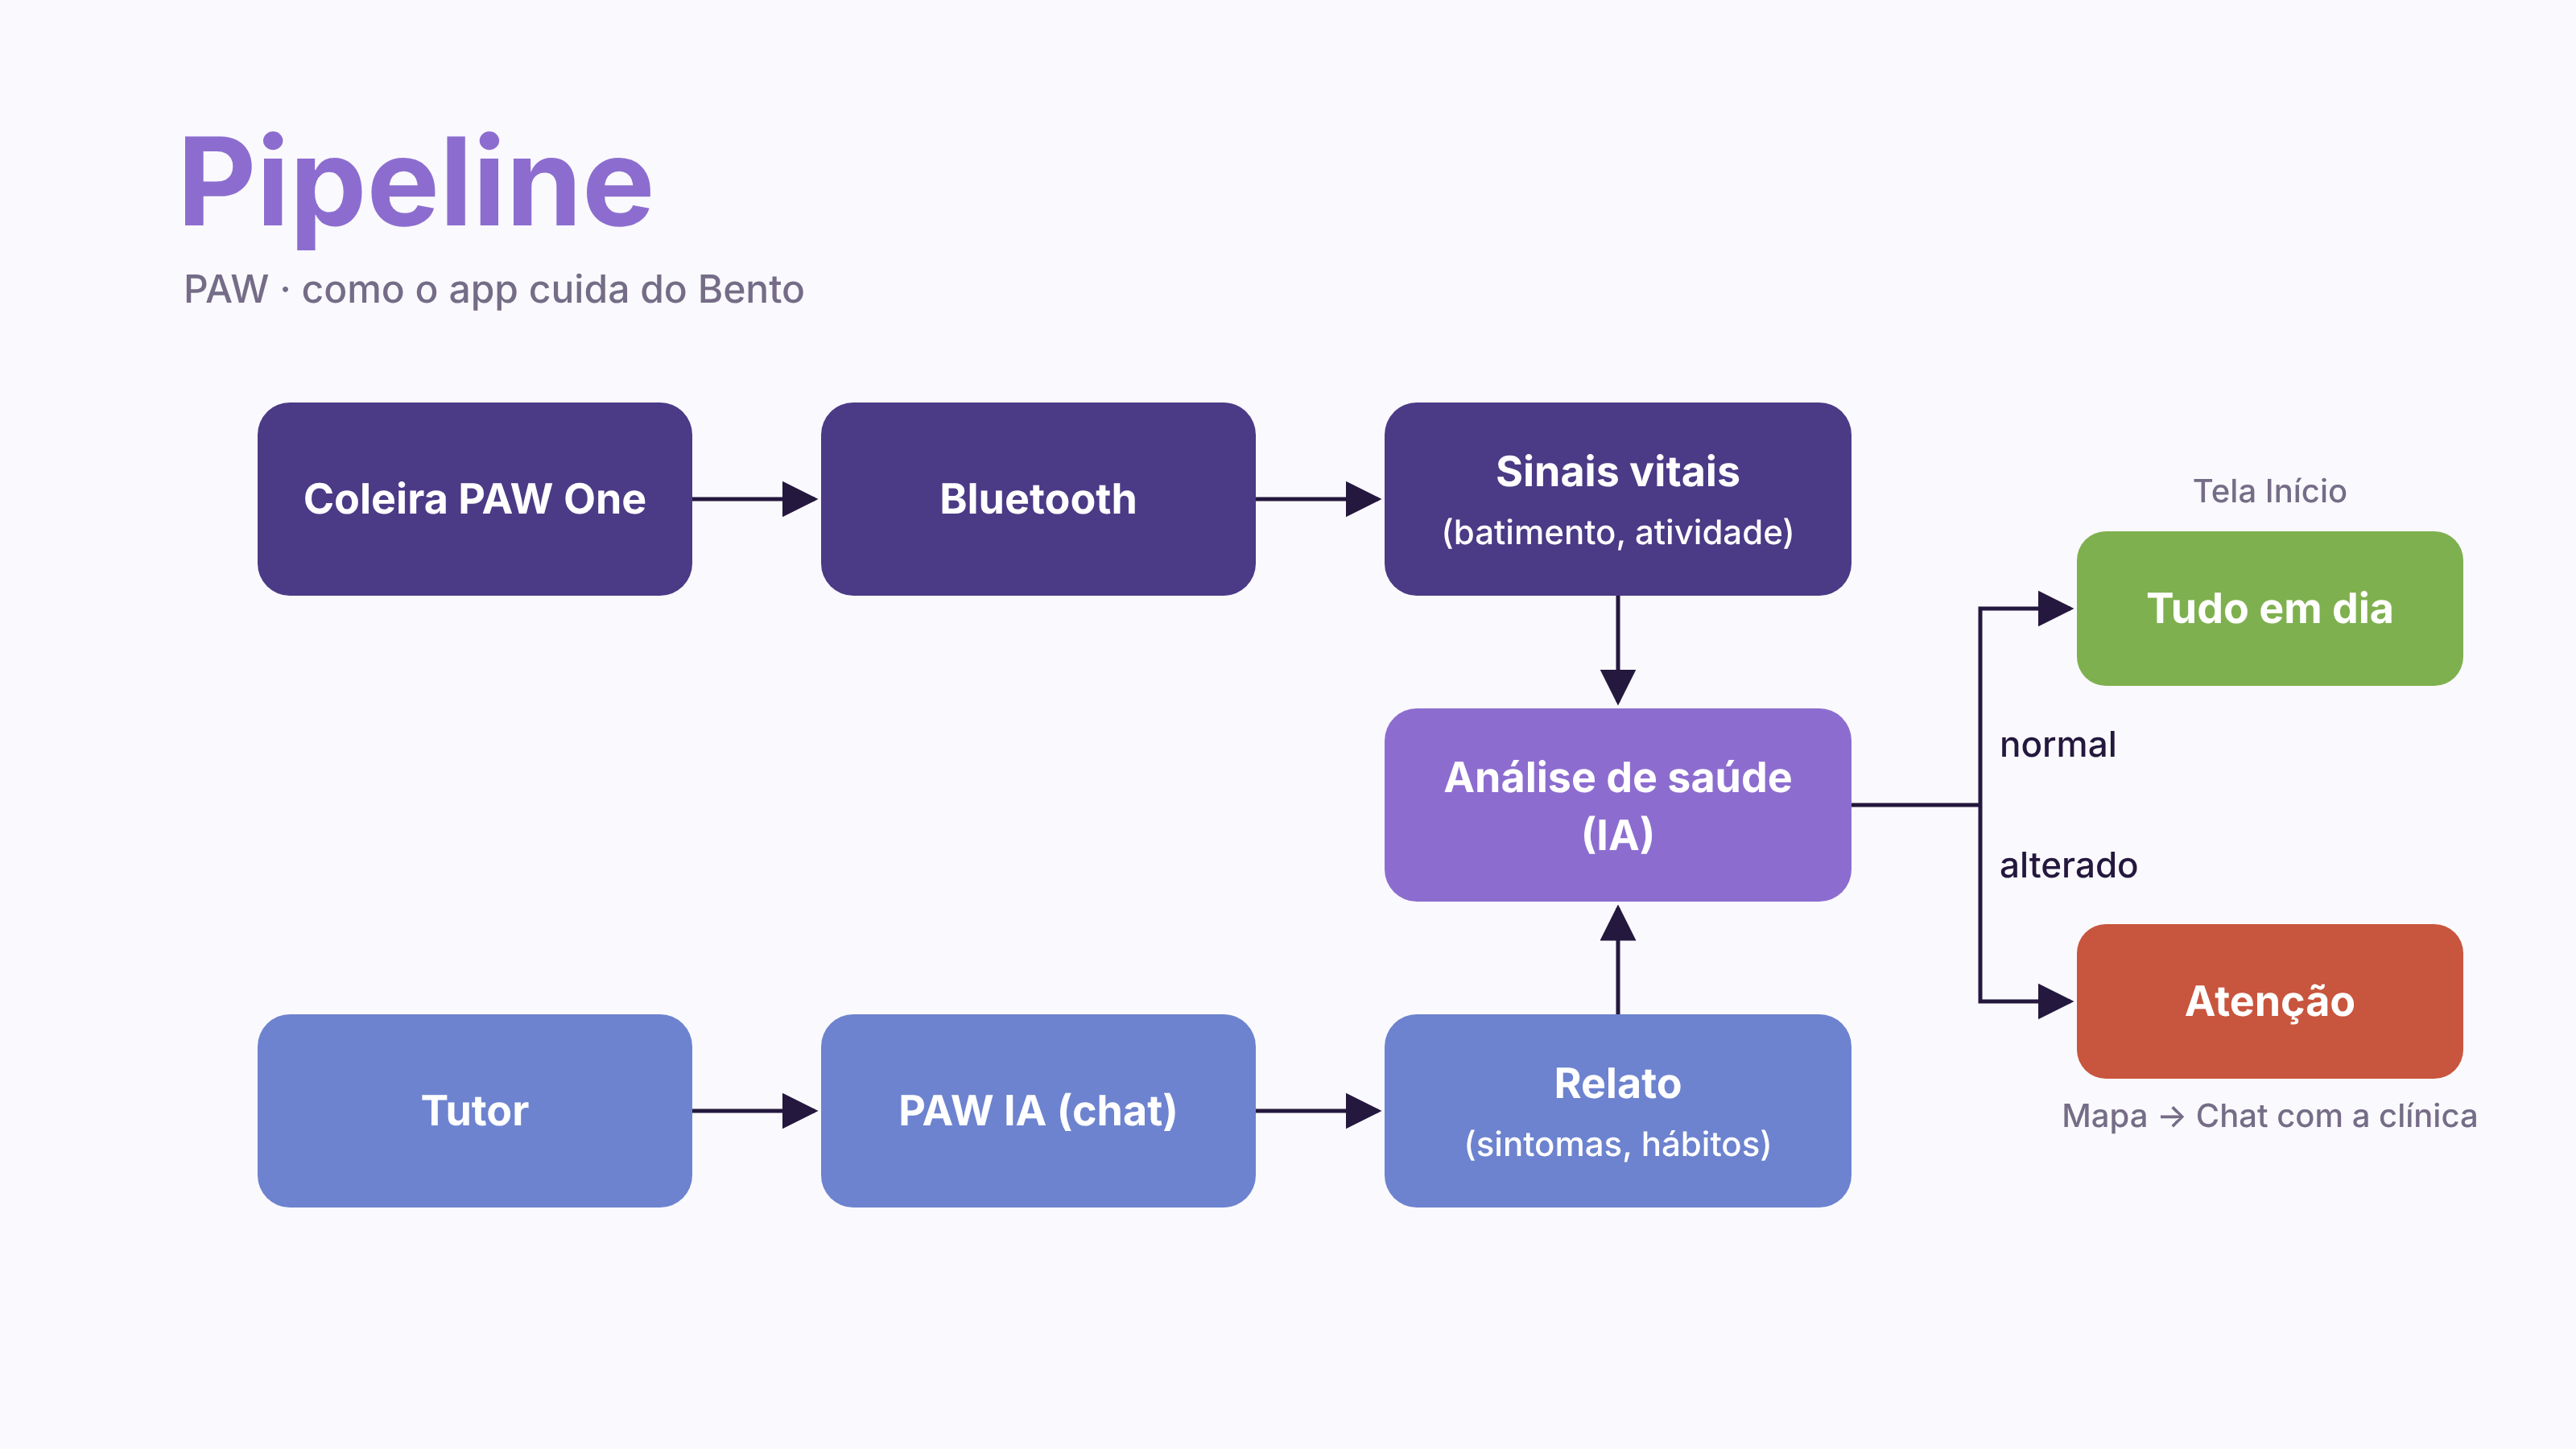 Pipeline
PAW · como o app cuida do Bento
Coleira PAW One
Bluetooth
Sinais vitais
(batimento, atividade)
Tela Início
Tudo em dia
normal
Análise de saúde
(IA)
alterado
Atenção
Mapa → Chat com a clínica
Tutor
PAW IA (chat)
Relato
(sintomas, hábitos)